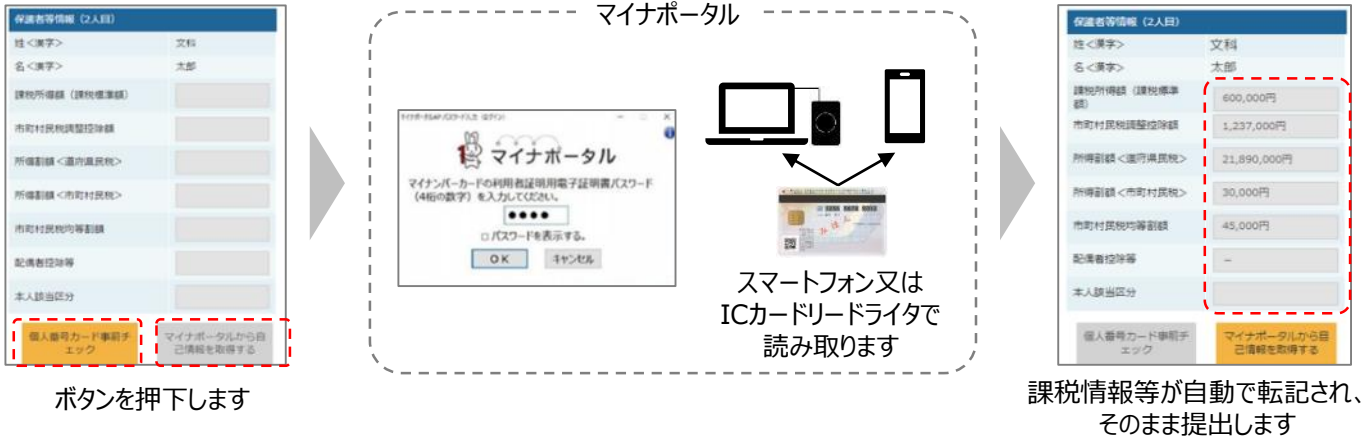 保護者等情報（2人目）
姓＜漢字＞ 文科
名＜漢字＞ 太郎
課税所得額（課税標準額）
市町村民税調整控除額
所得割額＜道府県民税＞
所得割額＜市町村民税＞
市町村民税均等割額
配偶者控除等
本人該当区分
個人番号カード事前チ
ェック
マイナポータルから自
己情報を取得する
ボタンを押下します
マイナポータル
マイナポータル
マイナンバーカードの利用者証明用電子証明書パスワード
（4桁の数字）を入力してください。
●●●●
□パスワードを表示する。
OK キャンセル
スマートフォン又は
ICカードリードライタで
読み取ります
保護者等情報（2人目）
姓＜漢字＞ 文科
名＜漢字＞ 太郎
課税所得額（課税標準
額） 600,000円
市町村民税調整控除額 1,237,000円
所得割額＜道府県民税＞ 21,890,000円
所得割額＜市町村民税＞ 30,000円
市町村民税均等割額 45,000円
配偶者控除等 －
本人該当区分
個人番号カード事前チ
ェック
マイナポータルから自
己情報を取得する
課税情報等が自動で転記され、
そのまま提出します